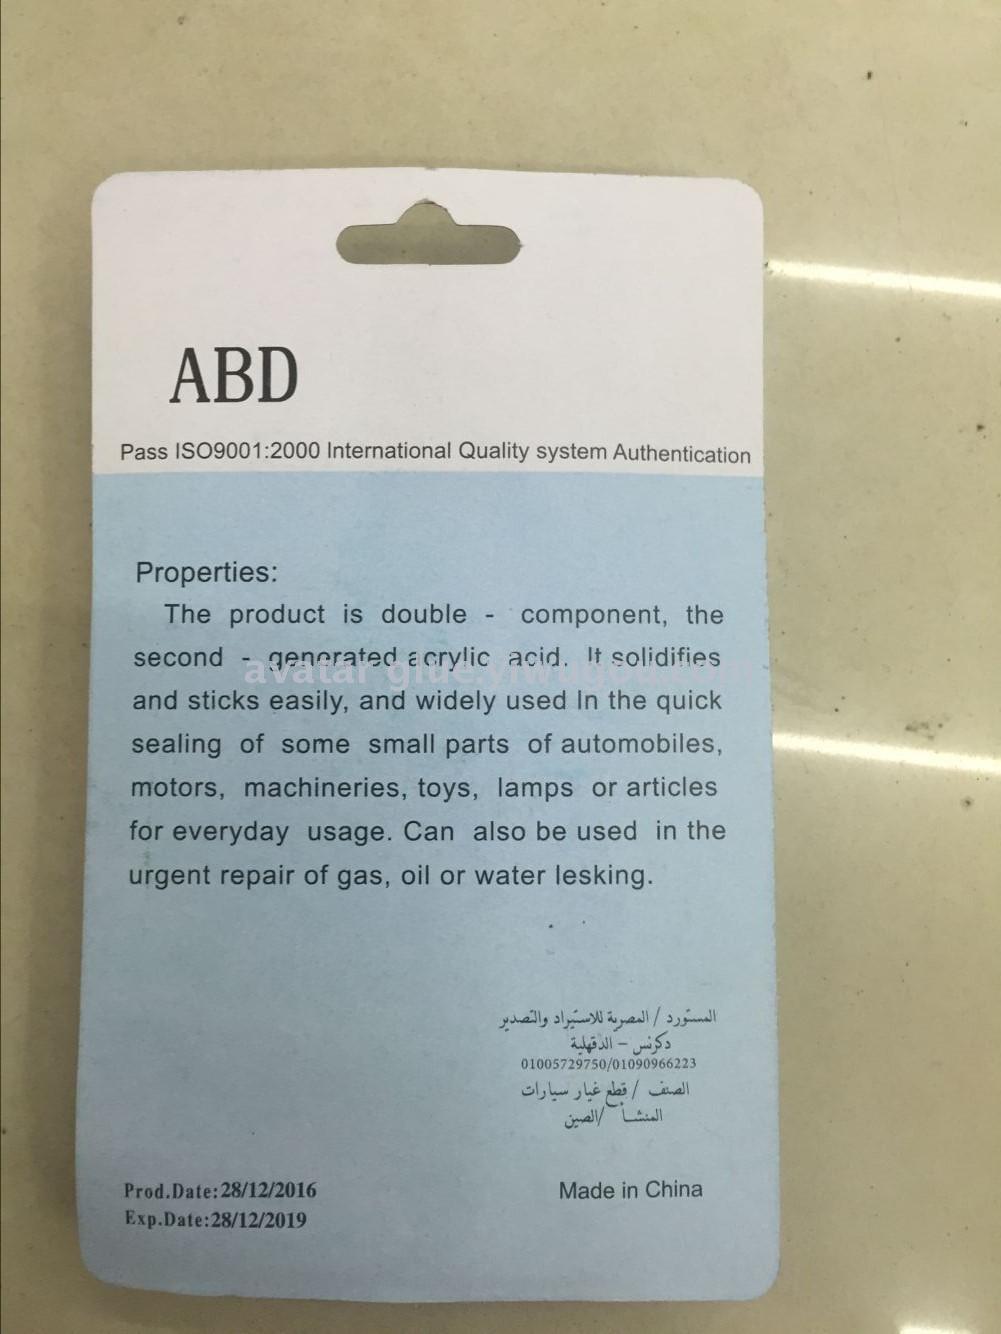 ABD
Pass ISO9001:2000 International Quality system Authentication
Properties:
The product is double - component, the
second - generated acrylic acid. It solidifies
avatar-glue.yiwugou.com
and sticks easily, and widely used In the quick
sealing of some small parts of automobiles,
motors, machineries, toys, lamps or articles
for everyday usage. Can also be used in the
urgent repair of gas, oil or water lesking.
المستورد / المصرية للاستيراد والتصدير
دكرنس – الدقهلية
01005729750/01090966223
الصنف / قطع غيار سيارات
المنشأ /الصين
Prod.Date:28/12/2016
Made in China
Exp.Date:28/12/2019